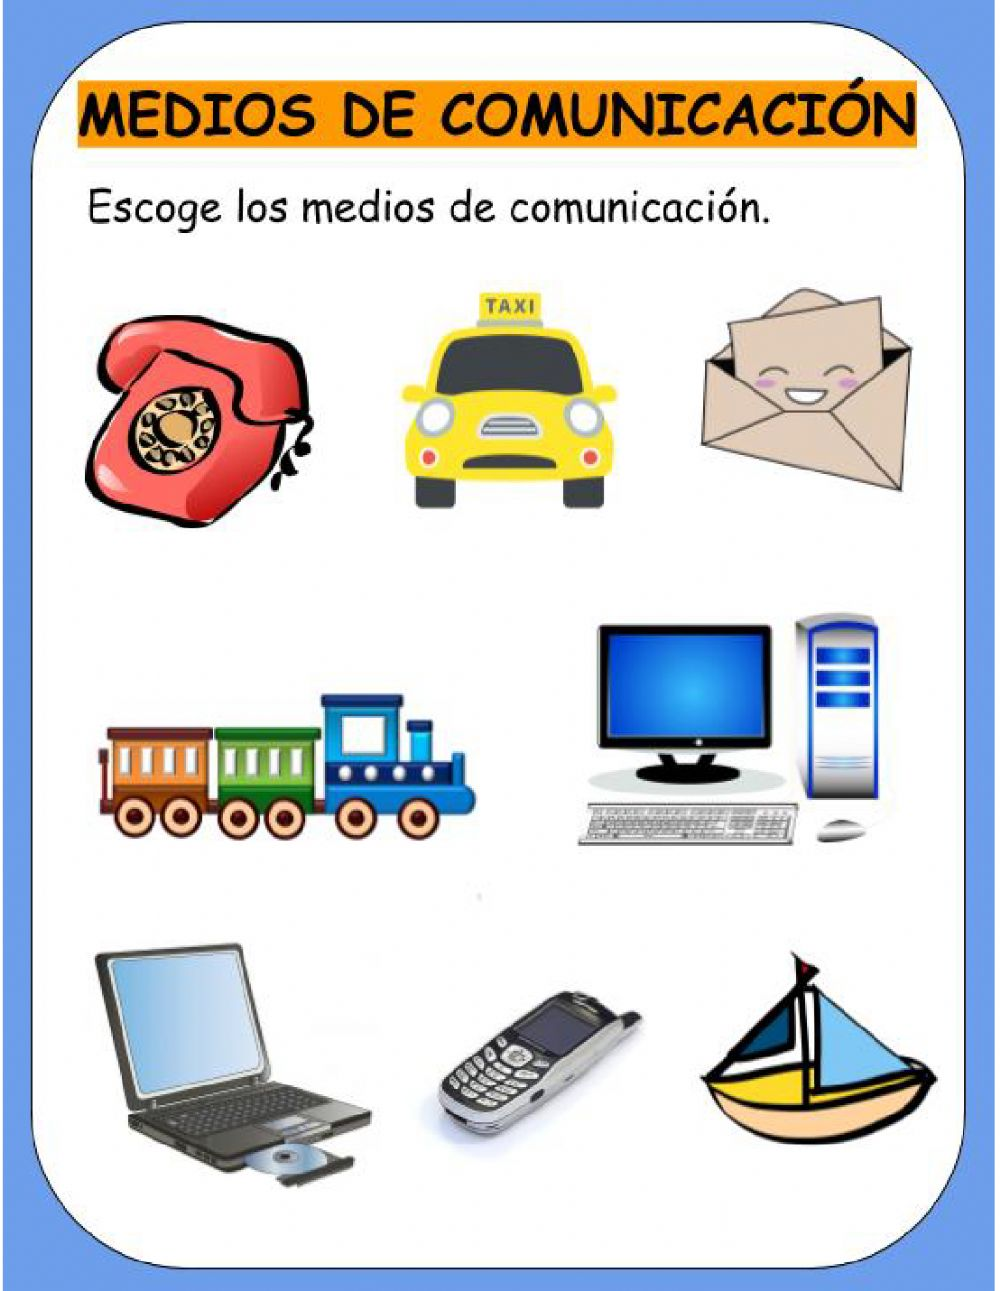 MEDIOS DE COMUNICACIÓN
Escoge los medios de comunicación.
TAXI